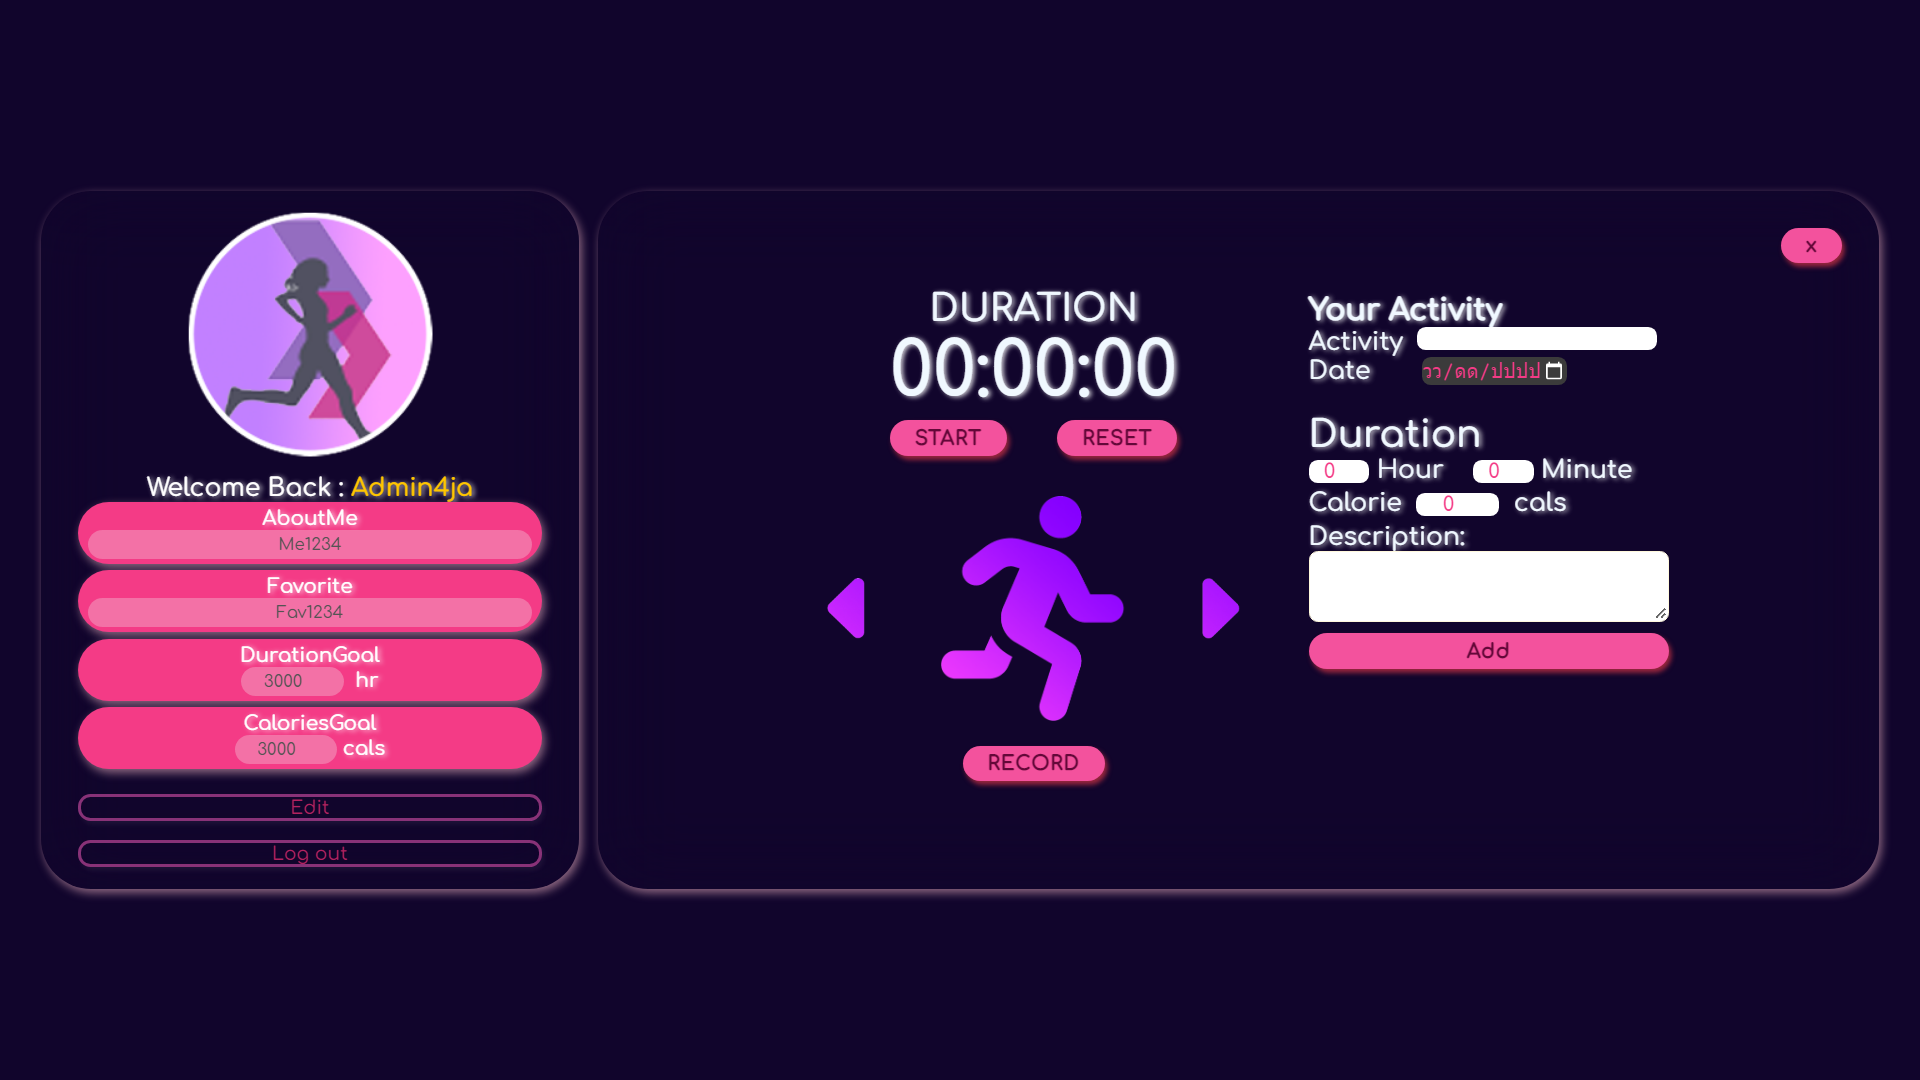 Welcome Back : Admin4ja
AboutMe
Me1234
Favorite
Fav1234
DurationGoal
3000 hr
CaloriesGoal
3000 cals
Edit
Log out
x
DURATION
00:00:00
START RESET
RECORD
Your Activity
Activity
Date วว/ดด/ปปปป
Duration
0 Hour 0 Minute
Calorie 0 cals
Description:
Add